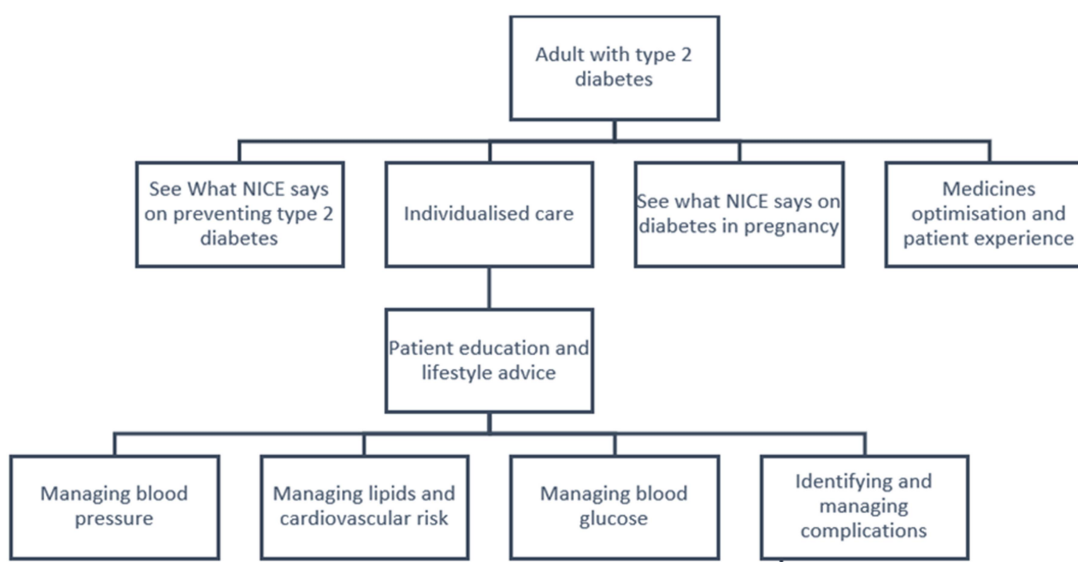 Adult with type 2
diabetes
See What NICE says
on preventing type 2
diabetes
Individualised care
See what NICE says on
diabetes in pregnancy
Medicines
optimisation and
patient experience
Patient education and
lifestyle advice
Managing blood
pressure
Managing lipids and
cardiovascular risk
Managing blood
glucose
Identifying and
managing
complications